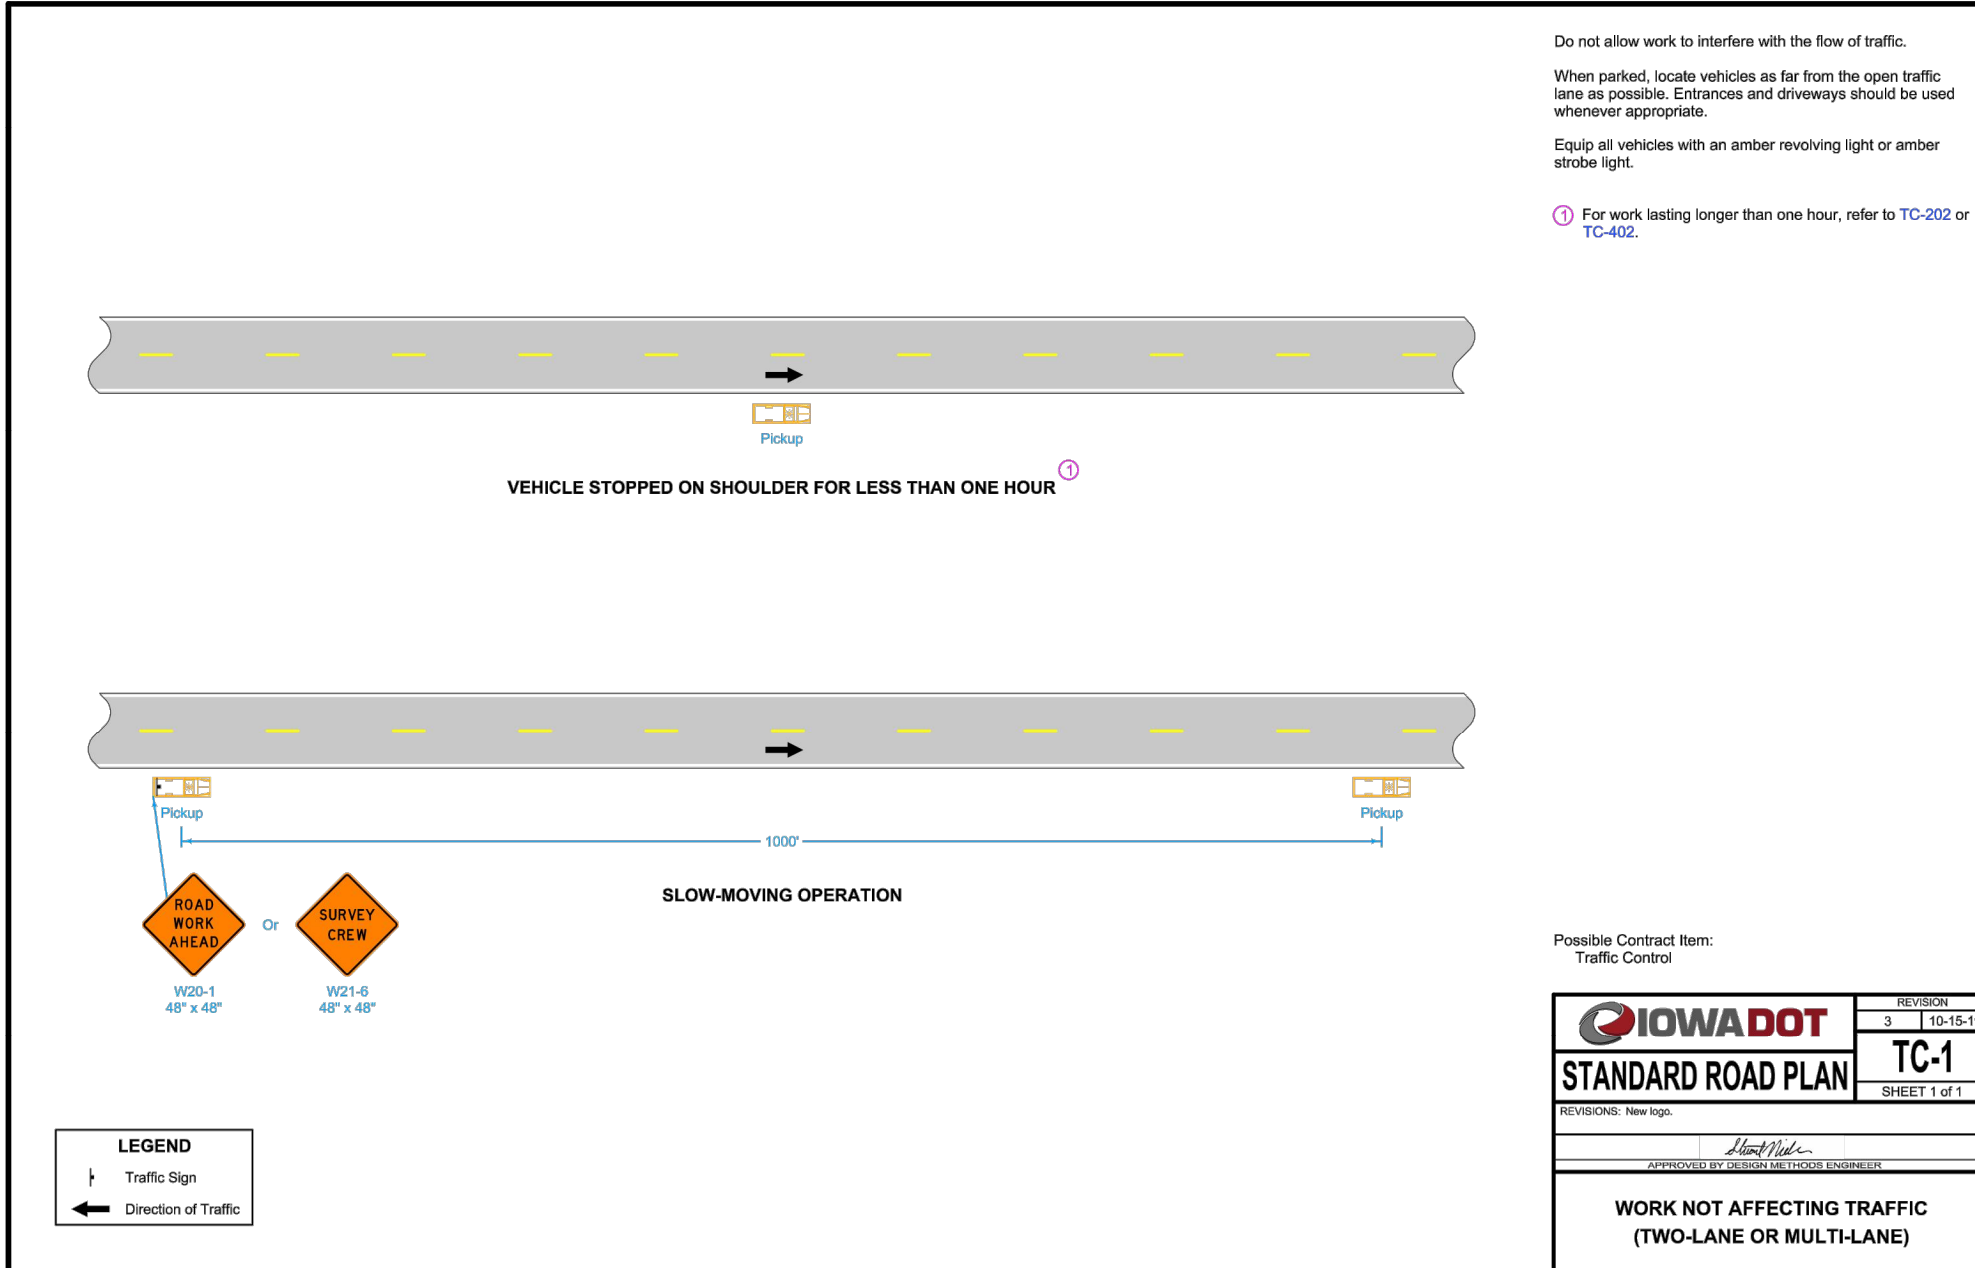 Do not allow work to interfere with the flow of traffic.
When parked, locate vehicles as far from the open traffic
lane as possible. Entrances and driveways should be used
whenever appropriate.
Equip all vehicles with an amber revolving light or amber
strobe light.
1 For work lasting longer than one hour, refer to TC-202 or
TC-402.
Pickup
VEHICLE STOPPED ON SHOULDER FOR LESS THAN ONE HOUR 1
Pickup
Pickup
1000'
SLOW-MOVING OPERATION
ROAD
WORK
AHEAD
Or
SURVEY
CREW
W20-1
48" x 48"
W21-6
48" x 48"
LEGEND
Traffic Sign
Direction of Traffic
Possible Contract Item:
Traffic Control
IOWADOT
REVISION
3
STANDARD ROAD PLAN
TC-1
SHEET 1 of 1
REVISIONS: New logo.
APPROVED BY DESIGN METHODS ENGINEER
WORK NOT AFFECTING TRAFFIC
(TWO-LANE OR MULTI-LANE)